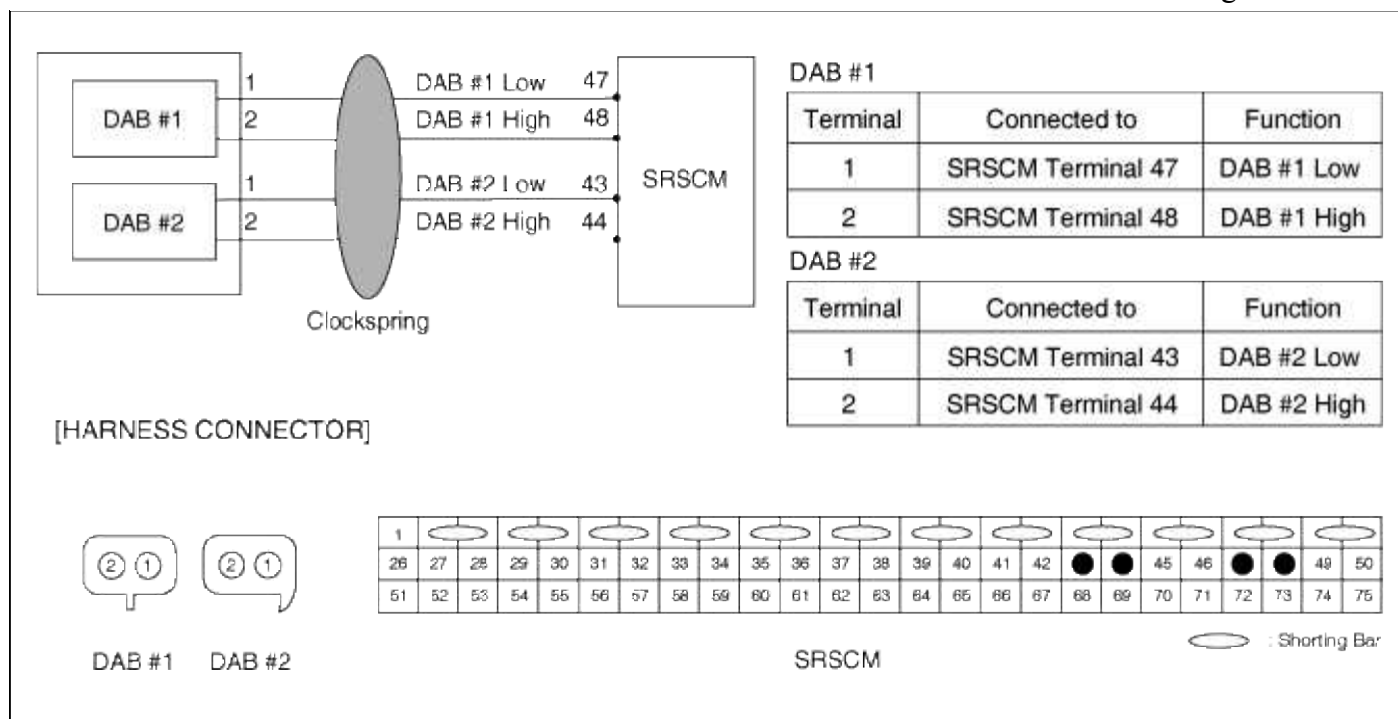 1 DAB #1 Low 47
DAB #1 2 DAB #1 High 48
SRSCM
1 DAB #2 Low 43
DAB #2 2 DAB #2 High 44
Clockspring
DAB #1
Terminal Connected to Function
1 SRSCM Terminal 47 DAB #1 Low
2 SRSCM Terminal 48 DAB #1 High
DAB #2
Terminal Connected to Function
1 SRSCM Terminal 43 DAB #2 Low
2 SRSCM Terminal 44 DAB #2 High
[HARNESS CONNECTOR]
2 1
DAB #1
2 1
DAB #2
1
26 27 28 29 30 31 32 33 34 35 36 37 38 39 40 41 42 45 46 49 50
51 52 53 54 55 56 57 58 59 60 61 62 63 64 65 66 67 68 69 70 71 72 73 74 75
SRSCM
: Shorting Bar